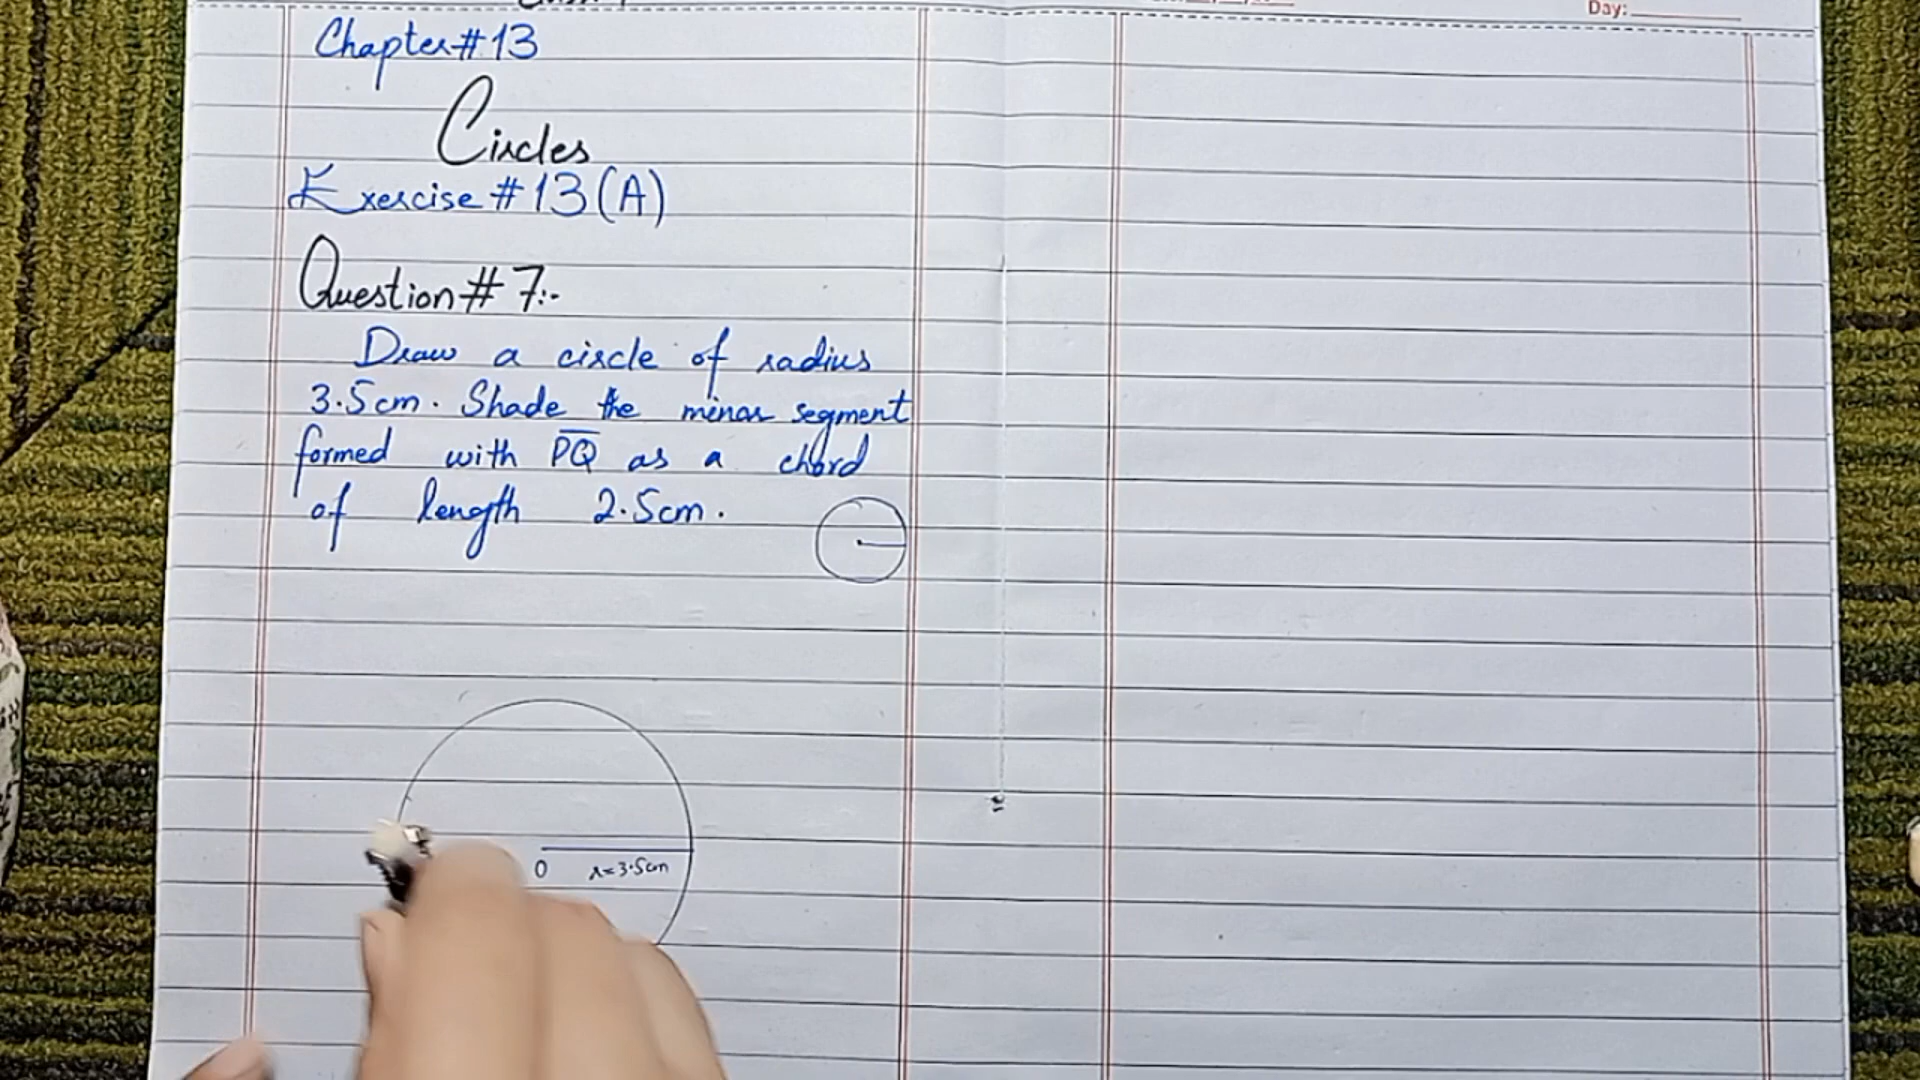 Day:
Chapter # 13
Circles
Exercise # 13 (A)
Question # 7:-
Draw a circle of radius
3.5cm. Shade the minor segment
formed with PQ as a chord
of length 2.5cm.
O r=3.5cm